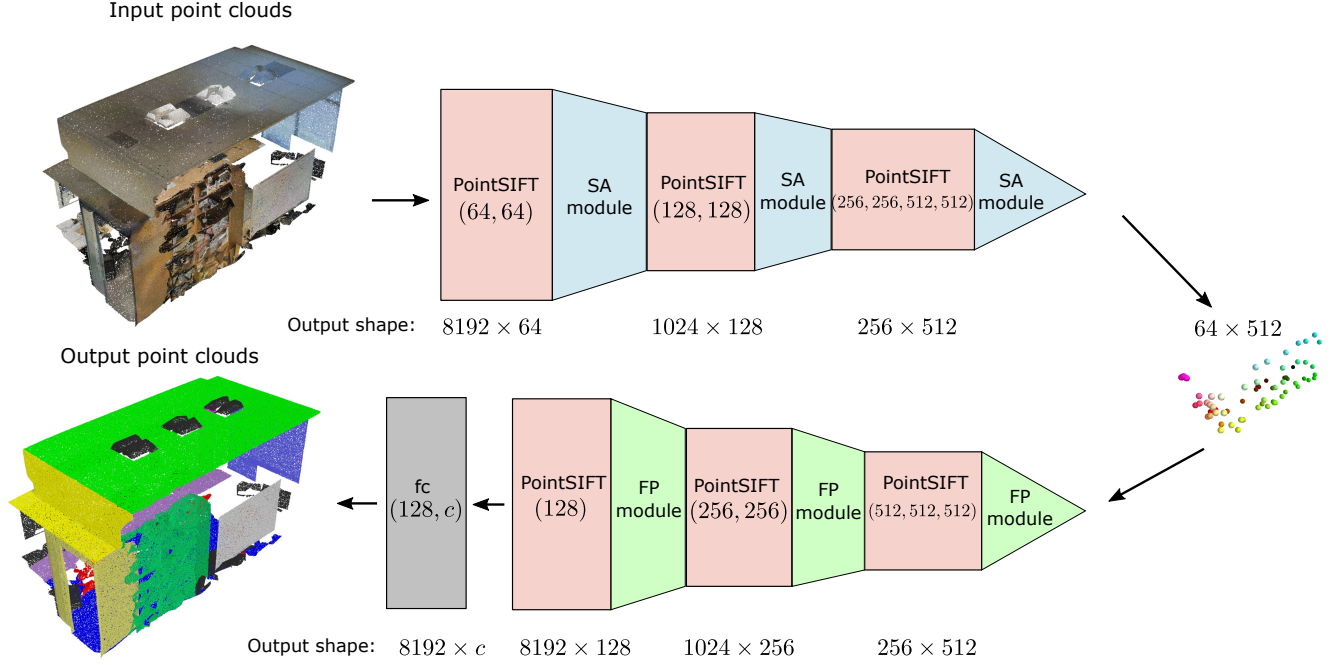 Input point clouds
PointSIFT
(64, 64)
SA
module
PointSIFT
(128, 128)
SA
module
PointSIFT
(256, 256, 512, 512)
SA
module
Output shape: 8192 × 64 1024 × 128 256 × 512 64 × 512
Output point clouds
fc
(128, c)
PointSIFT
(128)
FP
module
PointSIFT
(256, 256)
FP
module
PointSIFT
(512, 512, 512)
FP
module
Output shape: 8192 × c 8192 × 128 1024 × 256 256 × 512